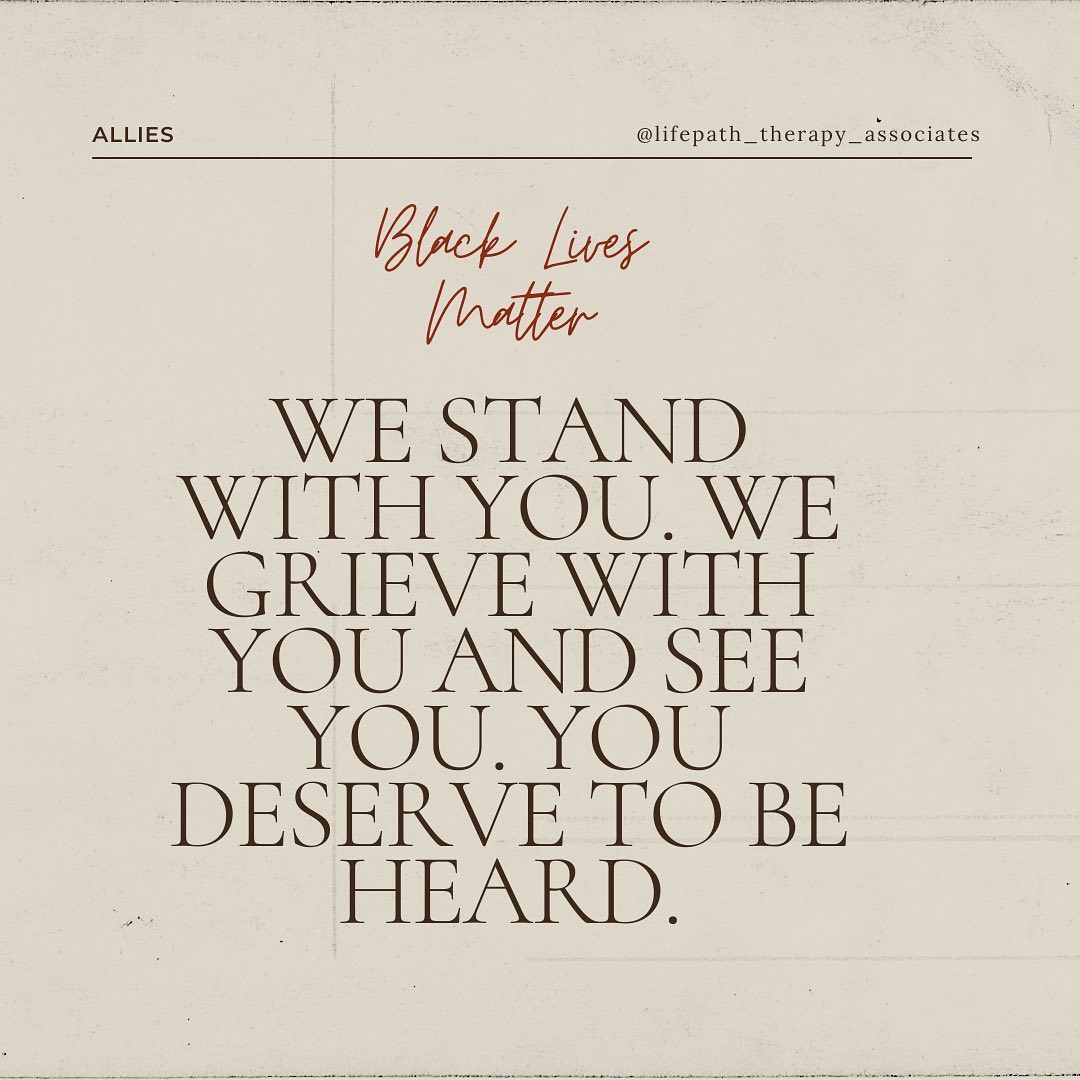 ALLIES
@lifepath_therapy_associates
Black Lives
Matter
WE STAND
WITH YOU. WE
GRIEVE WITH
YOU AND SEE
YOU. YOU
DESERVE TO BE
HEARD.